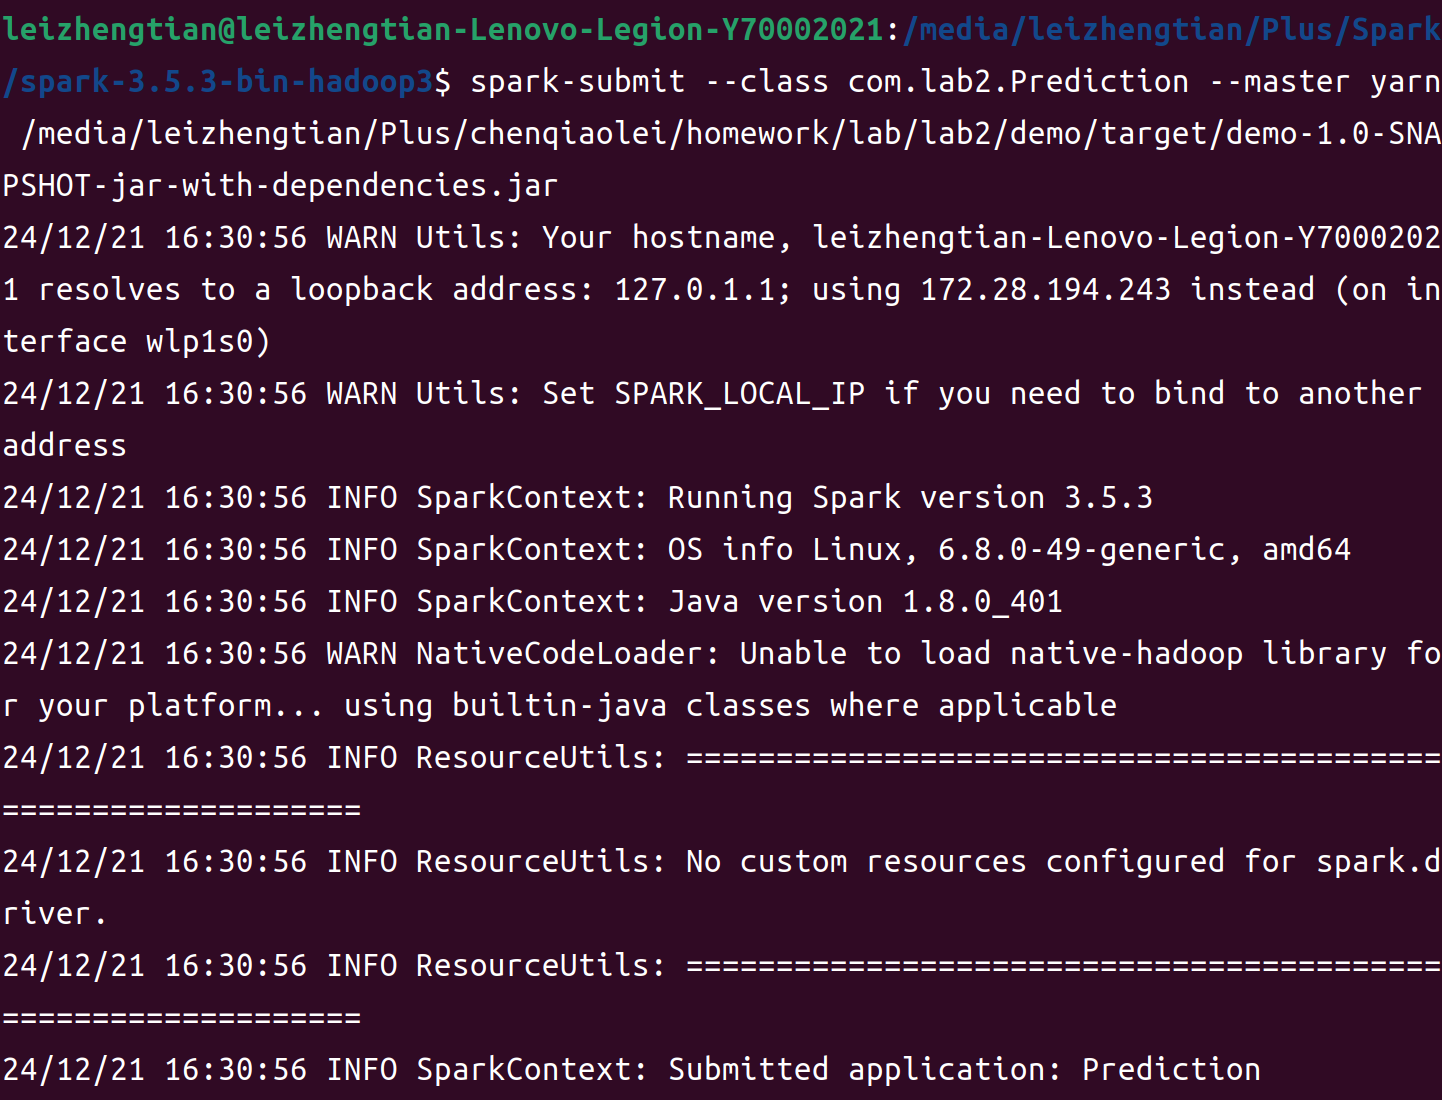 leizhengtian@leizhengtian-Lenovo-Legion-Y70002021:/media/leizhengtian/Plus/Spark
/spark-3.5.3-bin-hadoop3$ spark-submit --class com.lab2.Prediction --master yarn
 /media/leizhengtian/Plus/chenqiaolei/homework/lab/lab2/demo/target/demo-1.0-SNA
PSHOT-jar-with-dependencies.jar
24/12/21 16:30:56 WARN Utils: Your hostname, leizhengtian-Lenovo-Legion-Y7000202
1 resolves to a loopback address: 127.0.1.1; using 172.28.194.243 instead (on in
terface wlp1s0)
24/12/21 16:30:56 WARN Utils: Set SPARK_LOCAL_IP if you need to bind to another
address
24/12/21 16:30:56 INFO SparkContext: Running Spark version 3.5.3
24/12/21 16:30:56 INFO SparkContext: OS info Linux, 6.8.0-49-generic, amd64
24/12/21 16:30:56 INFO SparkContext: Java version 1.8.0_401
24/12/21 16:30:56 WARN NativeCodeLoader: Unable to load native-hadoop library fo
r your platform... using builtin-java classes where applicable
24/12/21 16:30:56 INFO ResourceUtils: ==========================================
====================
24/12/21 16:30:56 INFO ResourceUtils: No custom resources configured for spark.d
river.
24/12/21 16:30:56 INFO ResourceUtils: ==========================================
====================
24/12/21 16:30:56 INFO SparkContext: Submitted application: Prediction